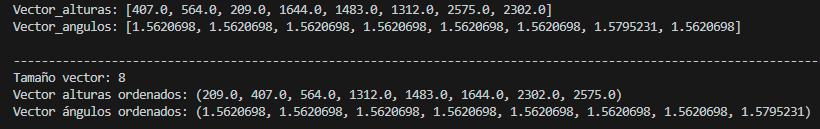 Vector_alturas: [407.0, 564.0, 209.0, 1644.0, 1483.0, 1312.0, 2575.0, 2302.0]
Vector_angulos: [1.5620698, 1.5620698, 1.5620698, 1.5620698, 1.5620698, 1.5620698, 1.5795231, 1.5620698]
----------------------------------------------------------------------------------------------------
Tamaño vector: 8
Vector alturas ordenados: (209.0, 407.0, 564.0, 1312.0, 1483.0, 1644.0, 2302.0, 2575.0)
Vector ángulos ordenados: (1.5620698, 1.5620698, 1.5620698, 1.5620698, 1.5620698, 1.5620698, 1.5620698, 1.5795231)